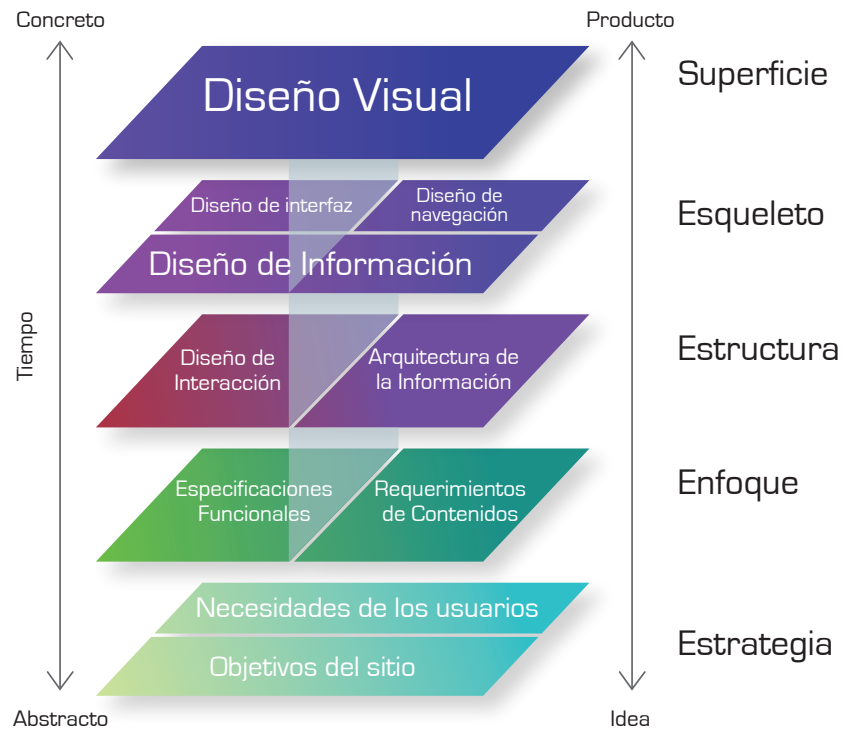 Concreto
Producto
Diseño Visual
Superficie
Diseño de interfaz
Diseño de
navegación
Diseño de Información
Esqueleto
Tiempo
Diseño de
Interacción
Arquitectura de
la Información
Estructura
Especificaciones
Funcionales
Requerimientos
de Contenidos
Enfoque
Necesidades de los usuarios
Objetivos del sitio
Estrategia
Abstracto
Idea